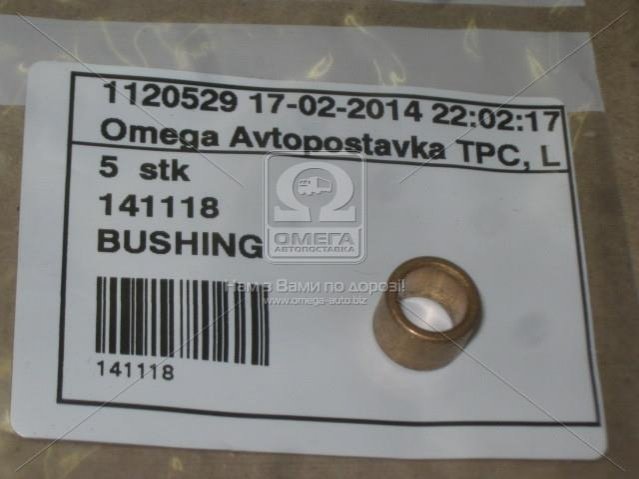 1120529 17-02-2014 22:02:17
Omega Avtopostavka TPC, L
5 stk
141118
BUSHING
ОМЕГА
АВТОПОСТАВКА
Нам з Вами по дорозі!
www.omega-auto.biz
141118